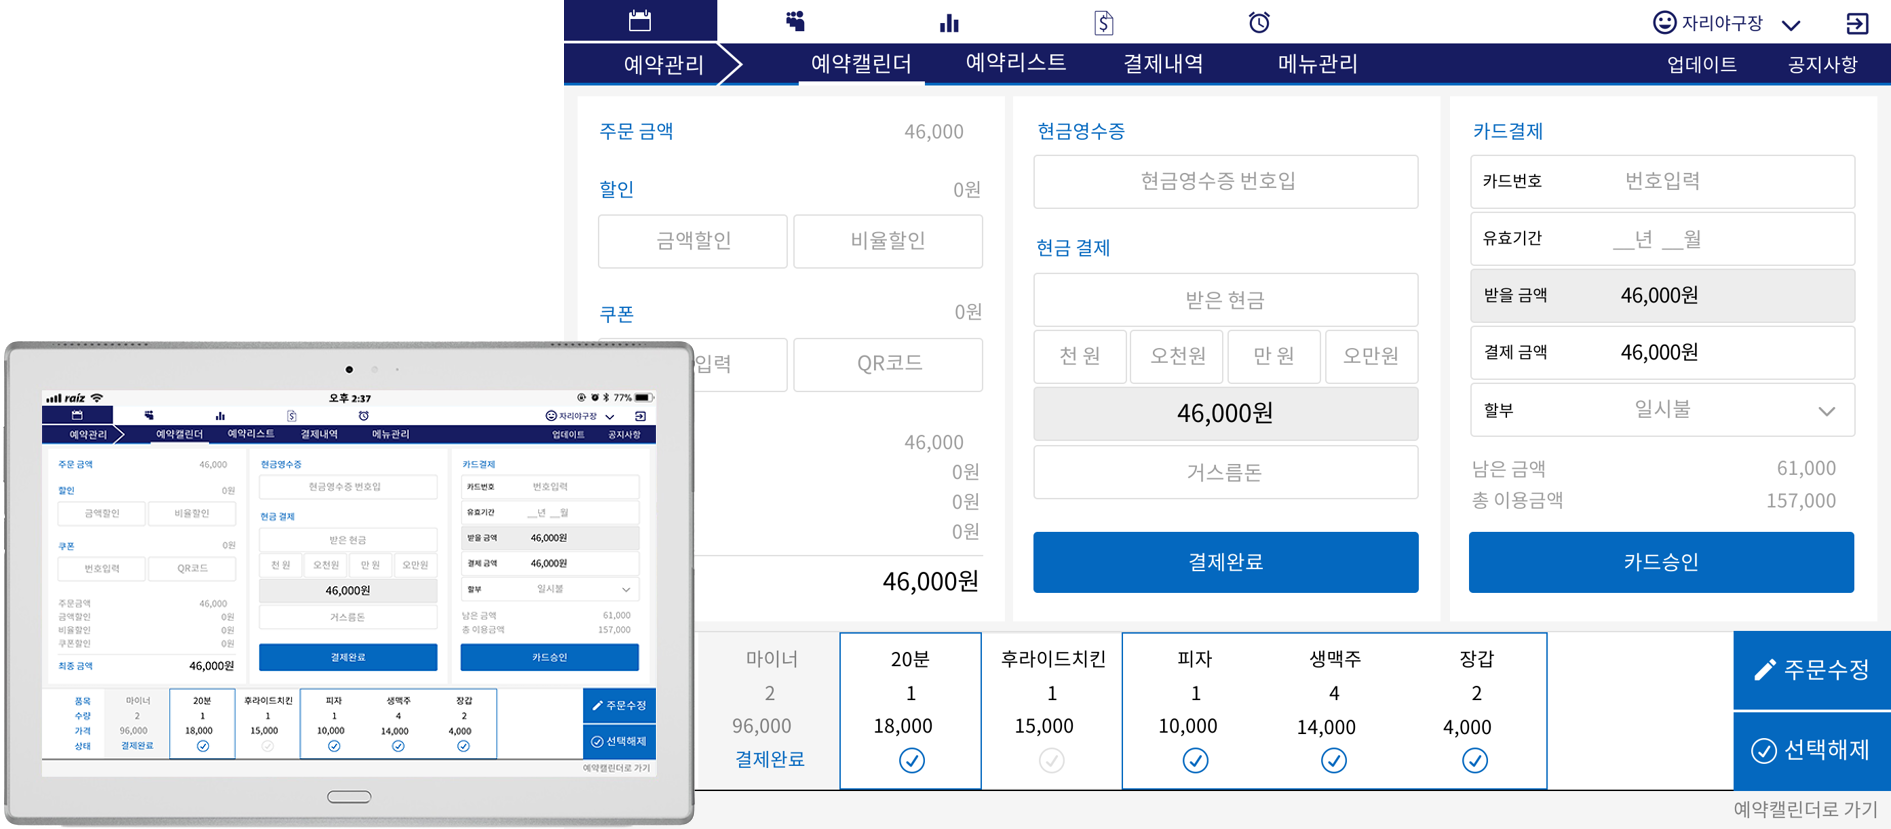 자리야구장
예약관리 예약캘린더 예약리스트 결제내역 메뉴관리 업데이트 공지사항
주문 금액 46,000
할인 0원
금액할인 비율할인
쿠폰 0원
입력 QR코드
46,000
0원
0원
0원
46,000원
현금영수증
현금영수증 번호입
현금 결제
받은 현금
천 원 오천원 만 원 오만원
46,000원
거스름돈
결제완료
카드결제
카드번호 번호입력
유효기간 __년 __월
받을 금액 46,000원
결제 금액 46,000원
할부 일시불
남은 금액 61,000
총 이용금액 157,000
카드승인
마이너 20분 후라이드치킨 피자 생맥주 장갑
2 1 1 1 4 2
96,000 18,000 15,000 10,000 14,000 4,000
결제완료
주문수정
선택해제
예약캘린더로 가기
raiz 오후 2:37 77%
자리야구장
예약관리 예약캘린더 예약리스트 결제내역 메뉴관리 업데이트 공지사항
주문 금액 46,000
할인 0원
금액할인 비율할인
쿠폰 0원
번호입력 QR코드
주문금액 46,000
금액할인 0원
비율할인 0원
쿠폰할인 0원
최종 금액 46,000원
현금영수증
현금영수증 번호입
현금 결제
받은 현금
천 원 오천원 만 원 오만원
46,000원
거스름돈
결제완료
카드결제
카드번호 번호입력
유효기간 __년 __월
받을 금액 46,000원
결제 금액 46,000원
할부 일시불
남은 금액 61,000
총 이용금액 157,000
카드승인
품목 마이너 20분 후라이드치킨 피자 생맥주 장갑
수량 2 1 1 1 4 2
가격 96,000 18,000 15,000 10,000 14,000 4,000
상태 결제완료
주문수정
선택해제
예약캘린더로 가기